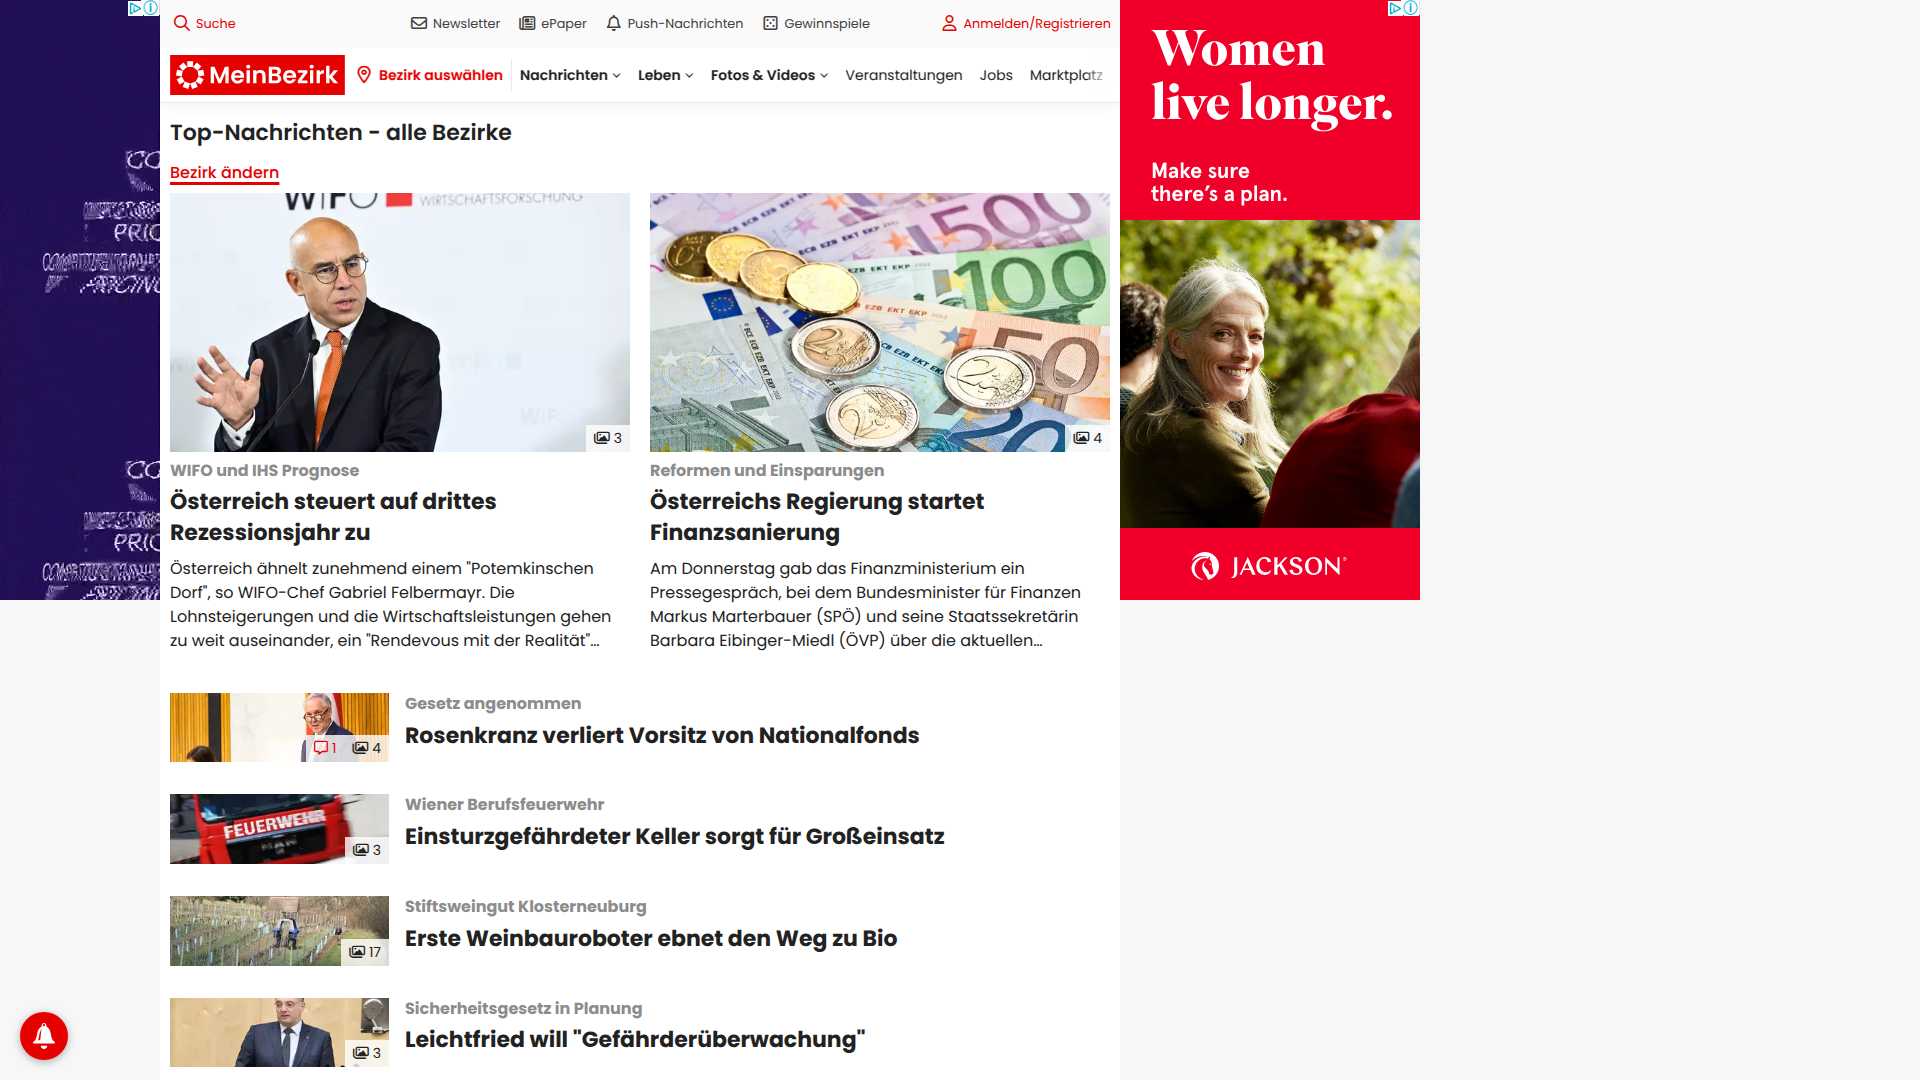 Suche
Newsletter
ePaper
Push-Nachrichten
Gewinnspiele
Anmelden/Registrieren
MeinBezirk
Bezirk auswählen
Nachrichten
Leben
Fotos & Videos
Veranstaltungen
Jobs
Marktplatz
Top-Nachrichten - alle Bezirke
Bezirk ändern
WIFO
WIRTSCHAFTSFORSCHUNG
3
4
WIFO und IHS Prognose
Österreich steuert auf drittes
Rezessionsjahr zu
Österreich ähnelt zunehmend einem "Potemkinschen
Dorf", so WIFO-Chef Gabriel Felbermayr. Die
Lohnsteigerungen und die Wirtschaftsleistungen gehen
zu weit auseinander, ein "Rendevous mit der Realität"...
Reformen und Einsparungen
Österreichs Regierung startet
Finanzsanierung
Am Donnerstag gab das Finanzministerium ein
Pressegespräch, bei dem Bundesminister für Finanzen
Markus Marterbauer (SPÖ) und seine Staatssekretärin
Barbara Eibinger-Miedl (ÖVP) über die aktuellen...
1
4
Gesetz angenommen
Rosenkranz verliert Vorsitz von Nationalfonds
FEUERWEHR
3
Wiener Berufsfeuerwehr
Einsturzgefährdeter Keller sorgt für Großeinsatz
17
Stiftsweingut Klosterneuburg
Erste Weinbauroboter ebnet den Weg zu Bio
3
Sicherheitsgesetz in Planung
Leichtfried will "Gefährderüberwachung"
Women
live longer.
Make sure
there's a plan.
JACKSON